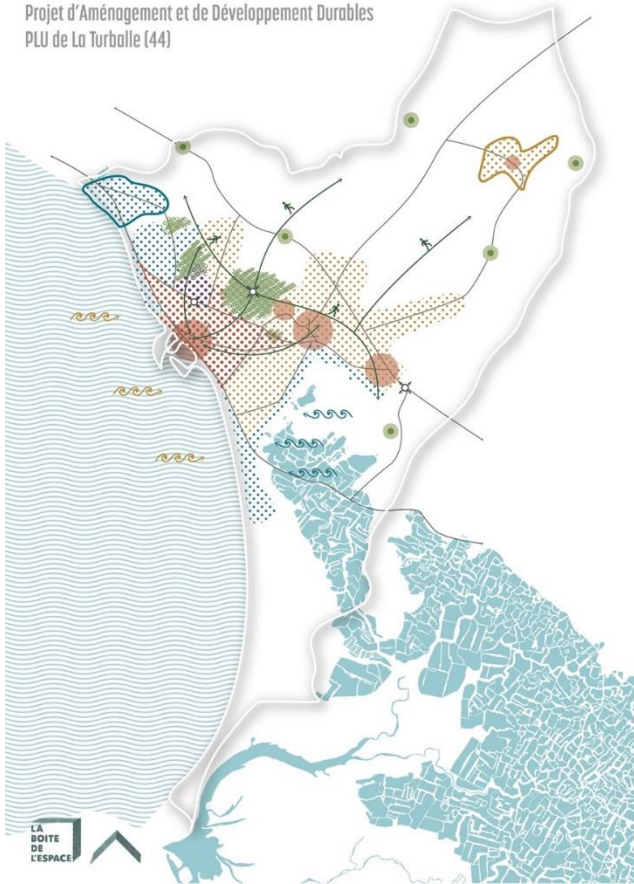 Projet d'Aménagement et de Développement Durables
PLU de La Turballe (44)
LA
BOITE
DE
L'ESPACE